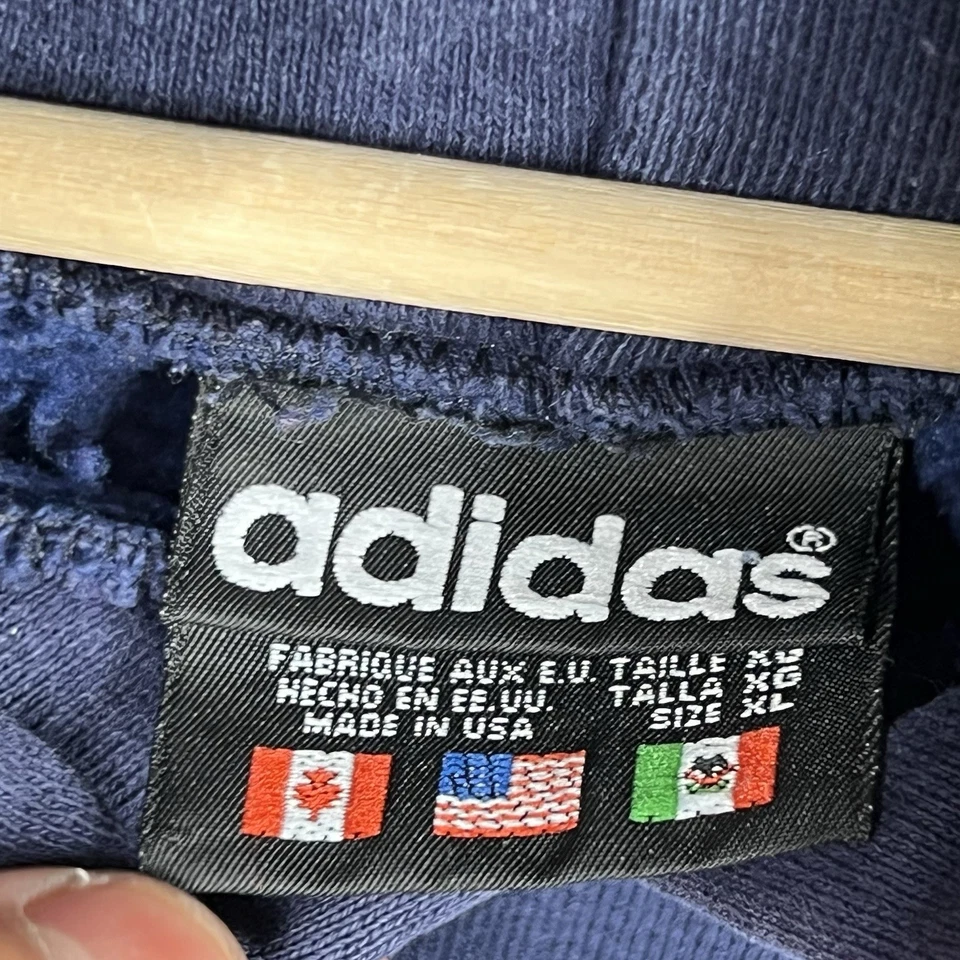 adidas®
FABRIQUE AUX E.U. TAILLE XG
HECHO EN EE.UU. TALLA XG
MADE IN USA SIZE XL